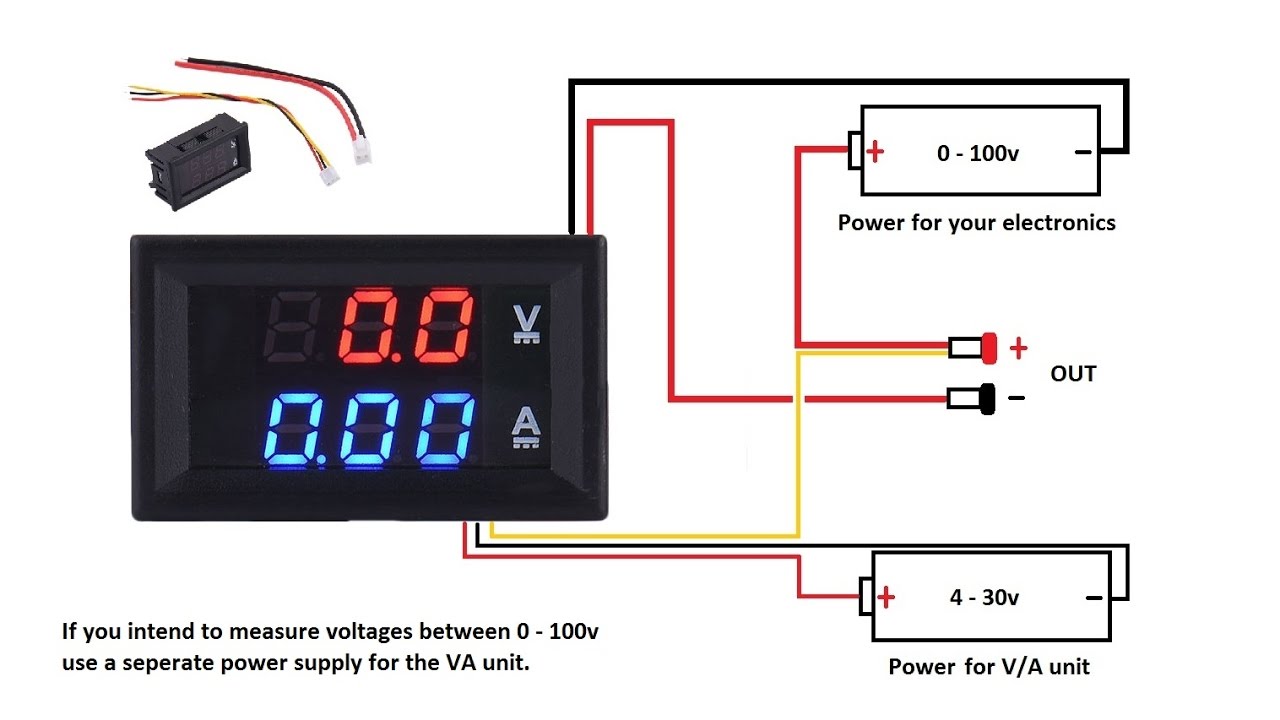 + 0 - 100v -
Power for your electronics
0.0 V
0.00 A
+
OUT
-
+ 4 - 30v -
Power for V/A unit
If you intend to measure voltages between 0 - 100v
use a seperate power supply for the VA unit.